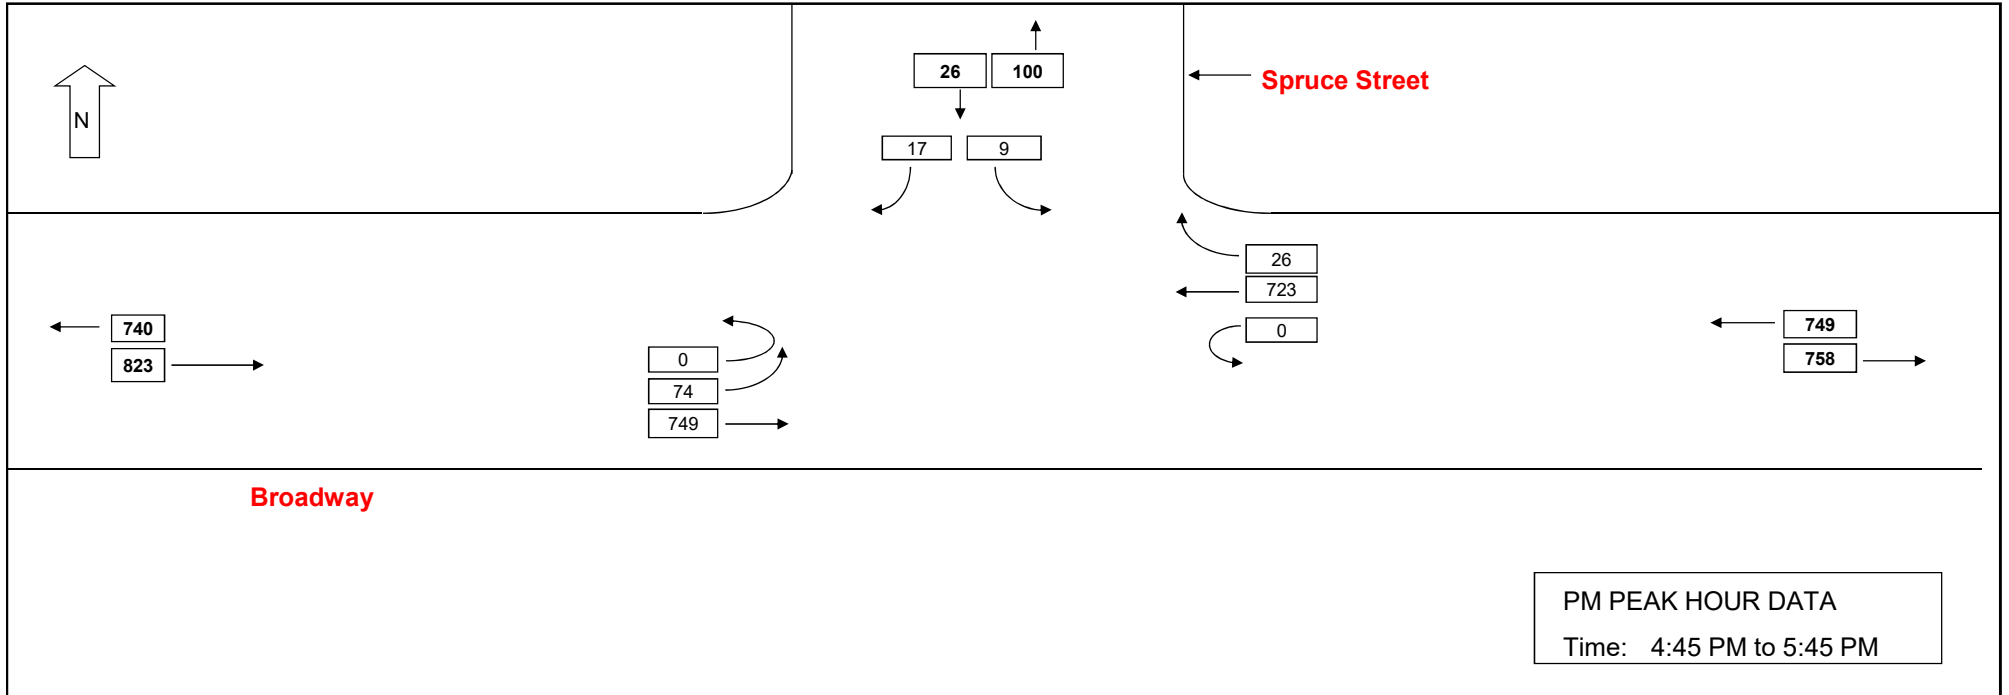 26 100
Spruce Street
N
17 9
26
723
0
740
823
0
74
749
749
758
Broadway
PM PEAK HOUR DATA
Time: 4:45 PM to 5:45 PM